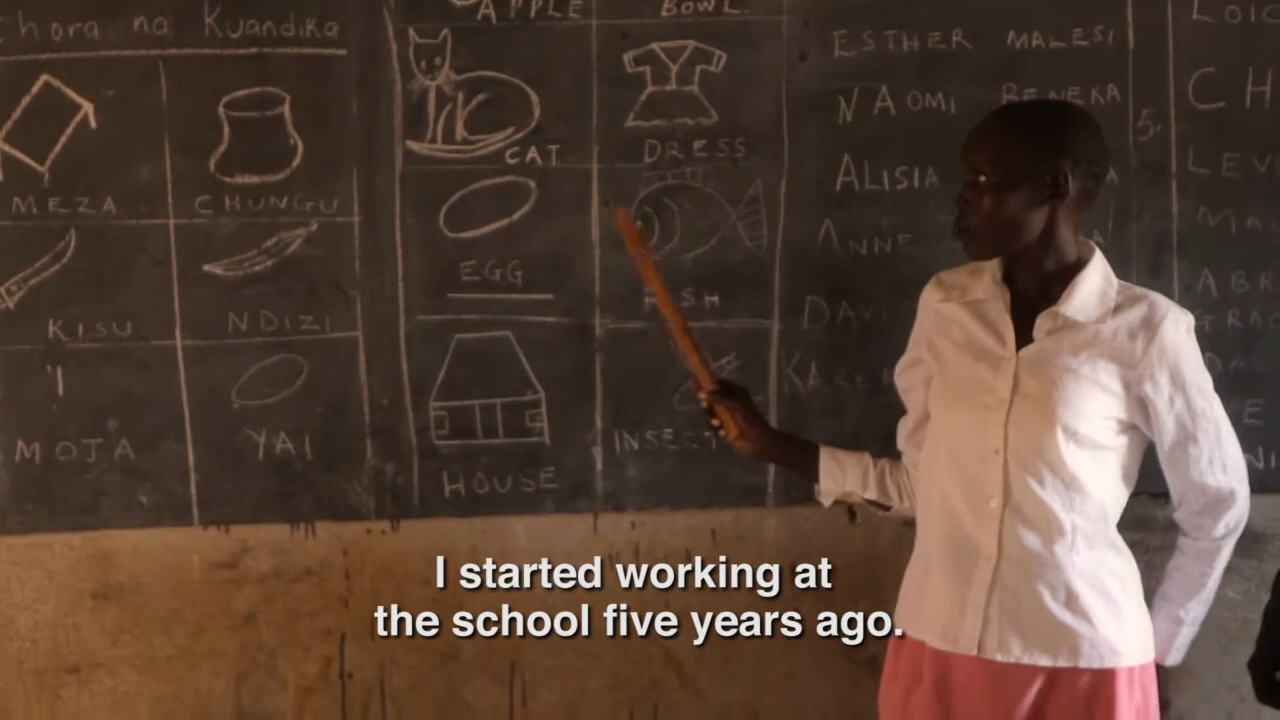 Chora na Kuandika
MEZA
CHUNGU
KISU
NDIZI
MOJA
YAI
APPLE
BOWL
CAT
DRESS
EGG
FISH
HOUSE
INSECT
ESTHER MALESI
NAOMI BENEKA
ALISIA
ANNE
5.
I started working at
the school five years ago.